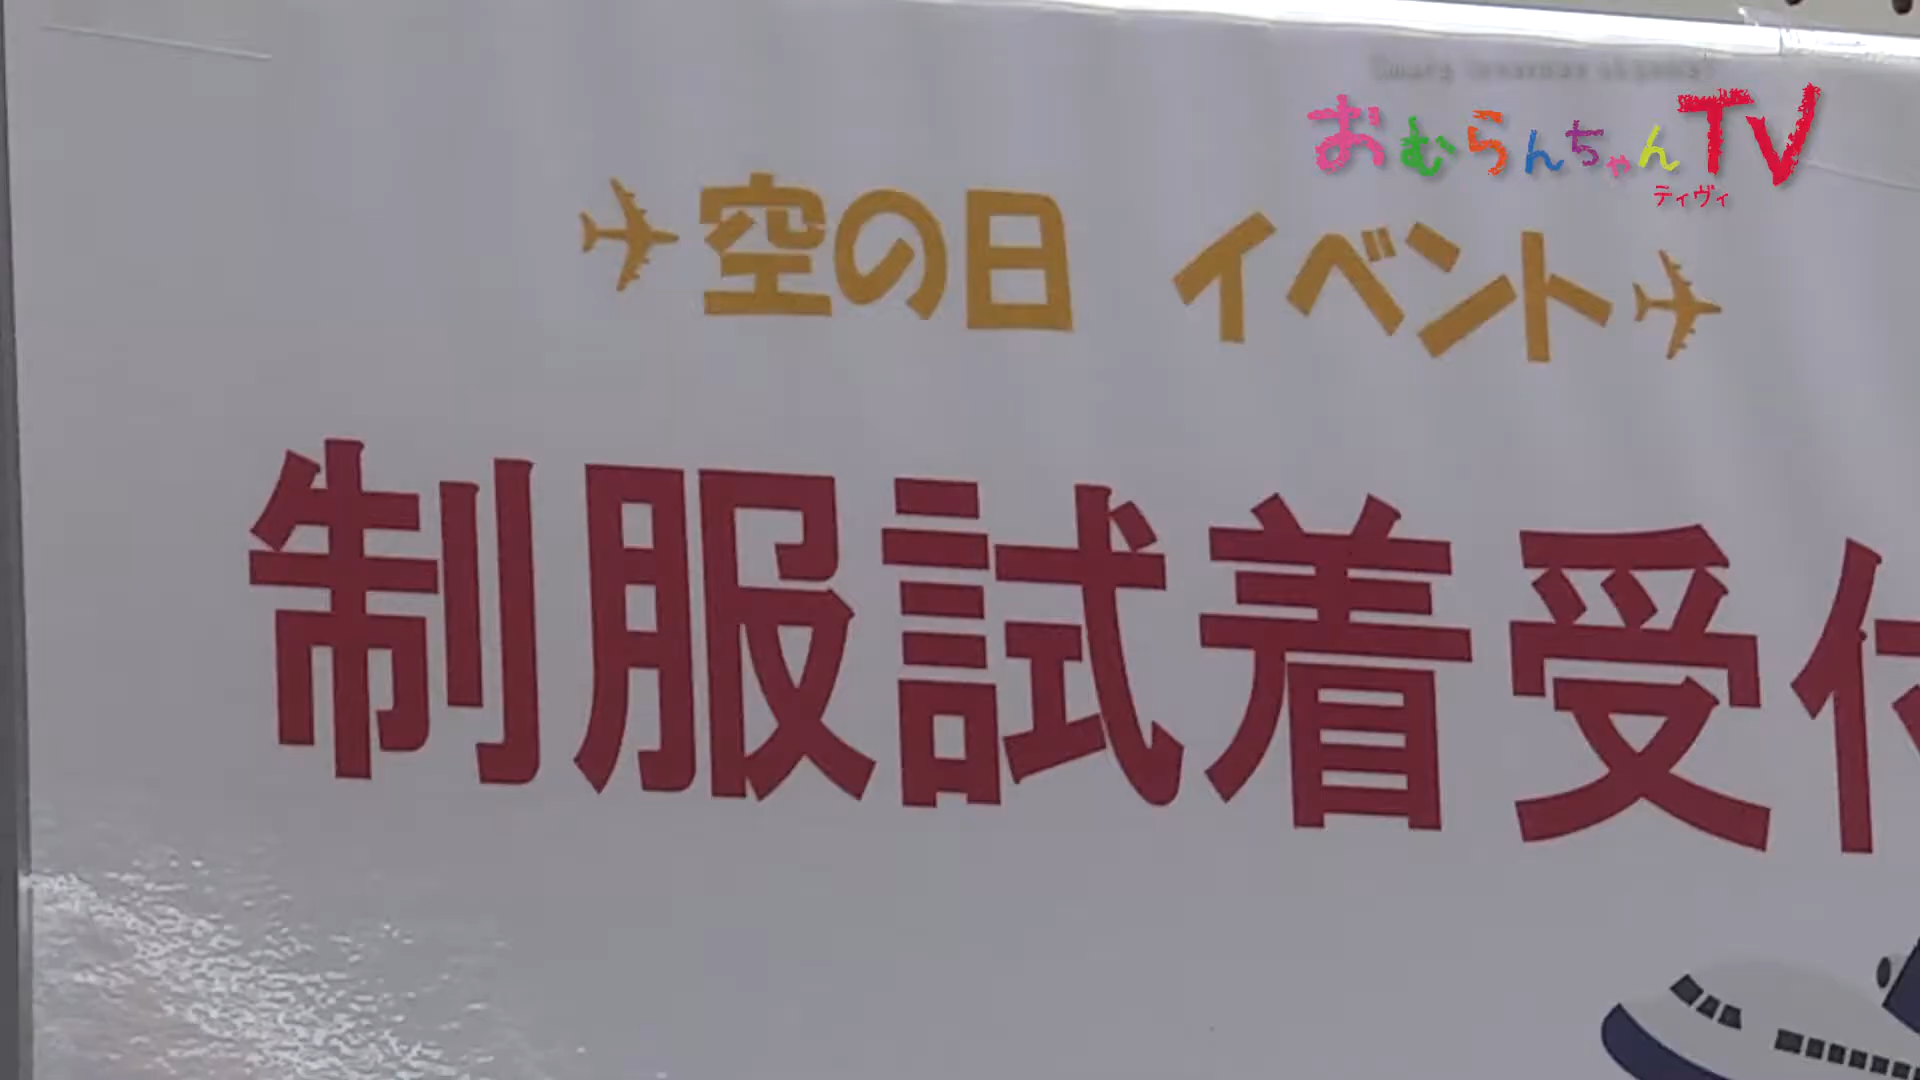 おむらんちゃんTV
ティヴィ
✈空の日 イベント✈
制服試着受付